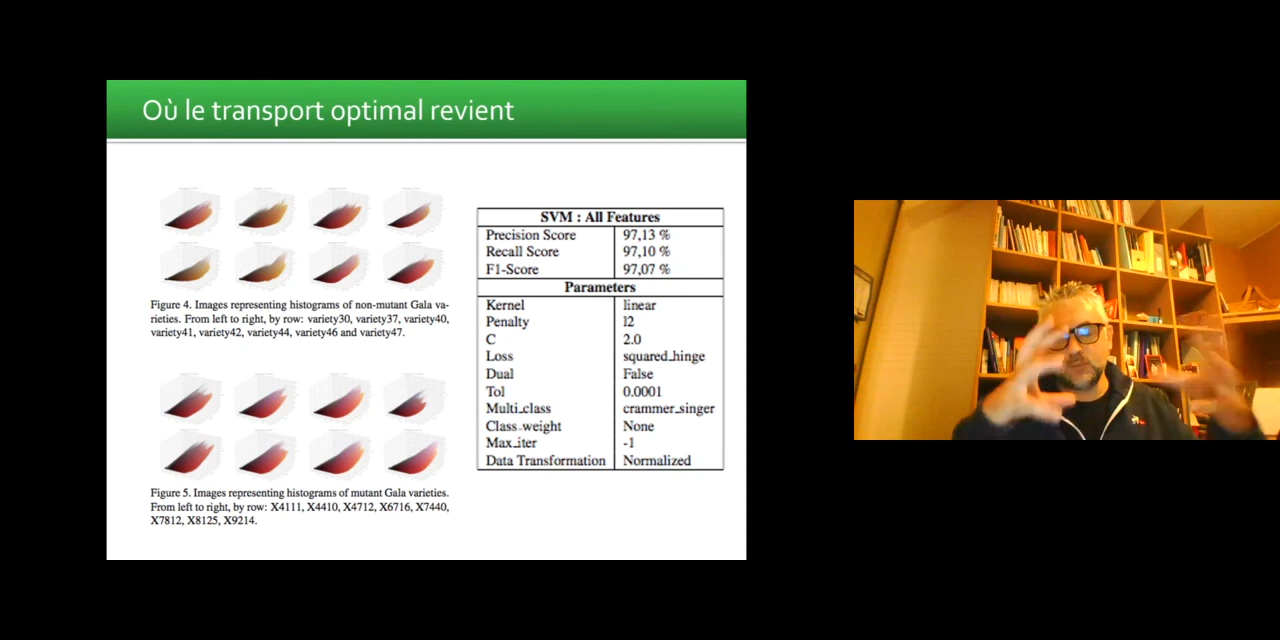 Où le transport optimal revient
Figure 4. Images representing histograms of non-mutant Gala va-
rieties. From left to right, by row: variety30, variety37, variety40,
variety41, variety42, variety44, variety46 and variety47.
Figure 5. Images representing histograms of mutant Gala varieties.
From left to right, by row: X4111, X4410, X4712, X6716, X7440,
X7812, X8125, X9214.
SVM : All Features
Precision Score 97,13 %
Recall Score 97,10 %
F1-Score 97,07 %
Parameters
Kernel linear
Penalty l2
C 2.0
Loss squared_hinge
Dual False
Tol 0.0001
Multi_class crammer_singer
Class_weight None
Max_iter -1
Data Transformation Normalized